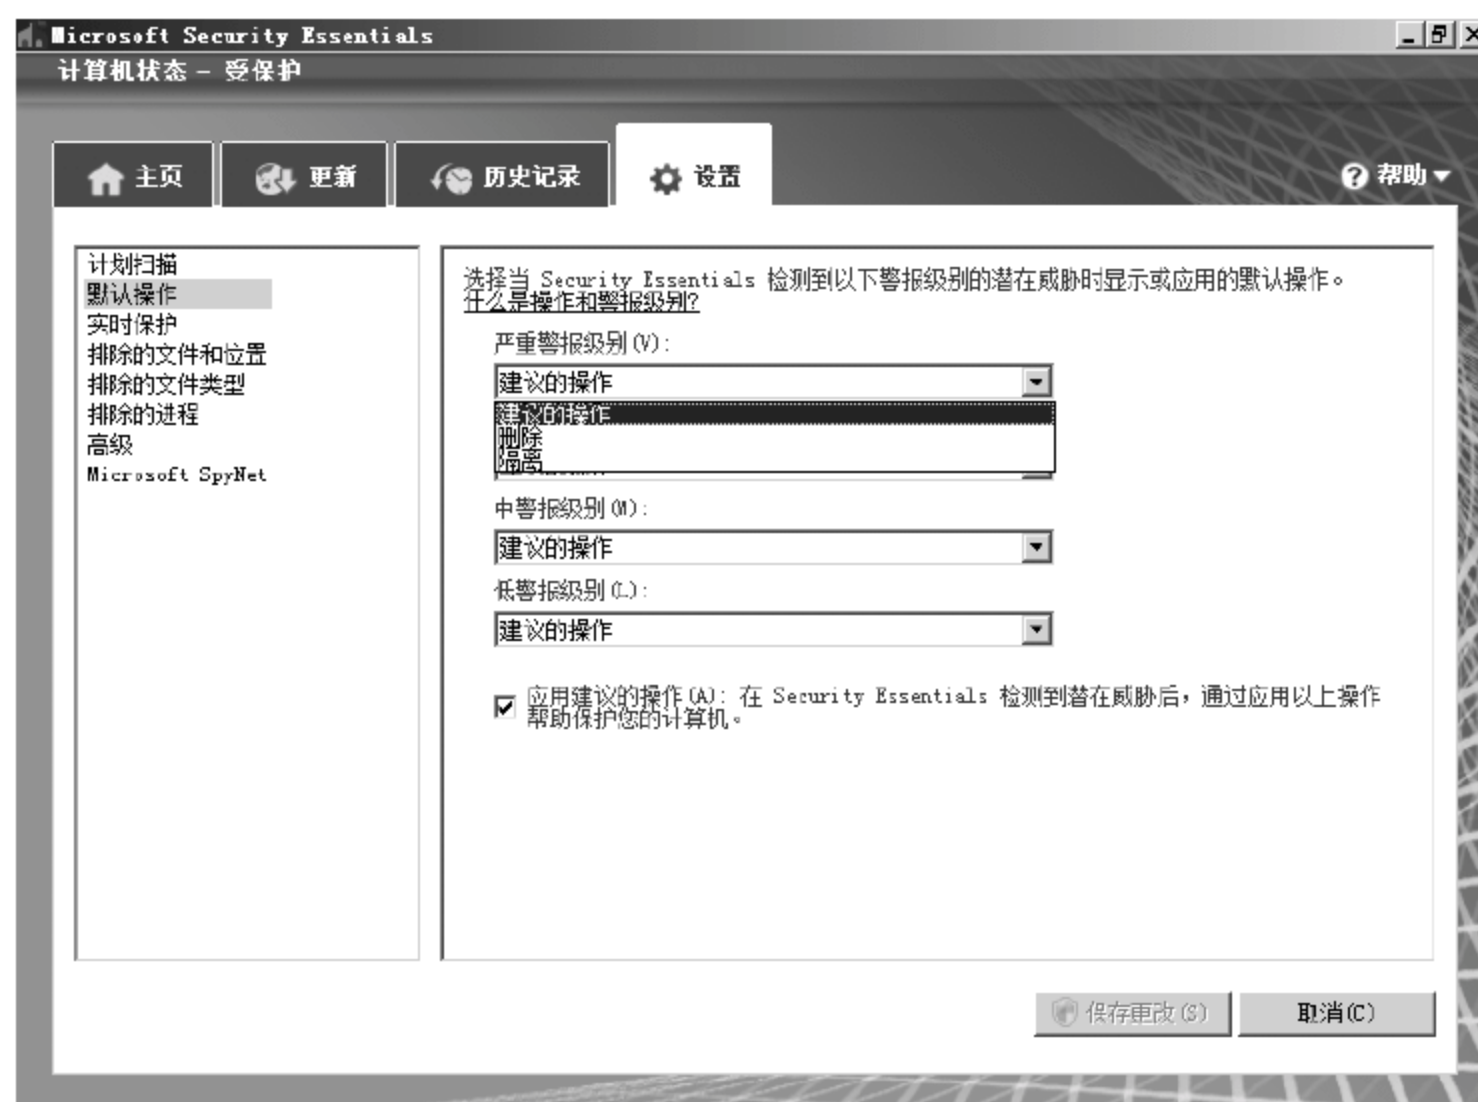 Microsoft Security Essentials
计算机状态 - 受保护
主页
更新
历史记录
设置
帮助
计划扫描
默认操作
实时保护
排除的文件和位置
排除的文件类型
排除的进程
高级
Microsoft SpyNet
选择当 Security Essentials 检测到以下警报级别的潜在威胁时显示或应用的默认操作。
什么是操作和警报级别?
严重警报级别(V):
建议的操作
建议的操作
删除
隔离
中警报级别(M):
建议的操作
低警报级别(L):
建议的操作
应用建议的操作(A): 在 Security Essentials 检测到潜在威胁后，通过应用以上操作
帮助保护您的计算机。
保存更改(S)
取消(C)